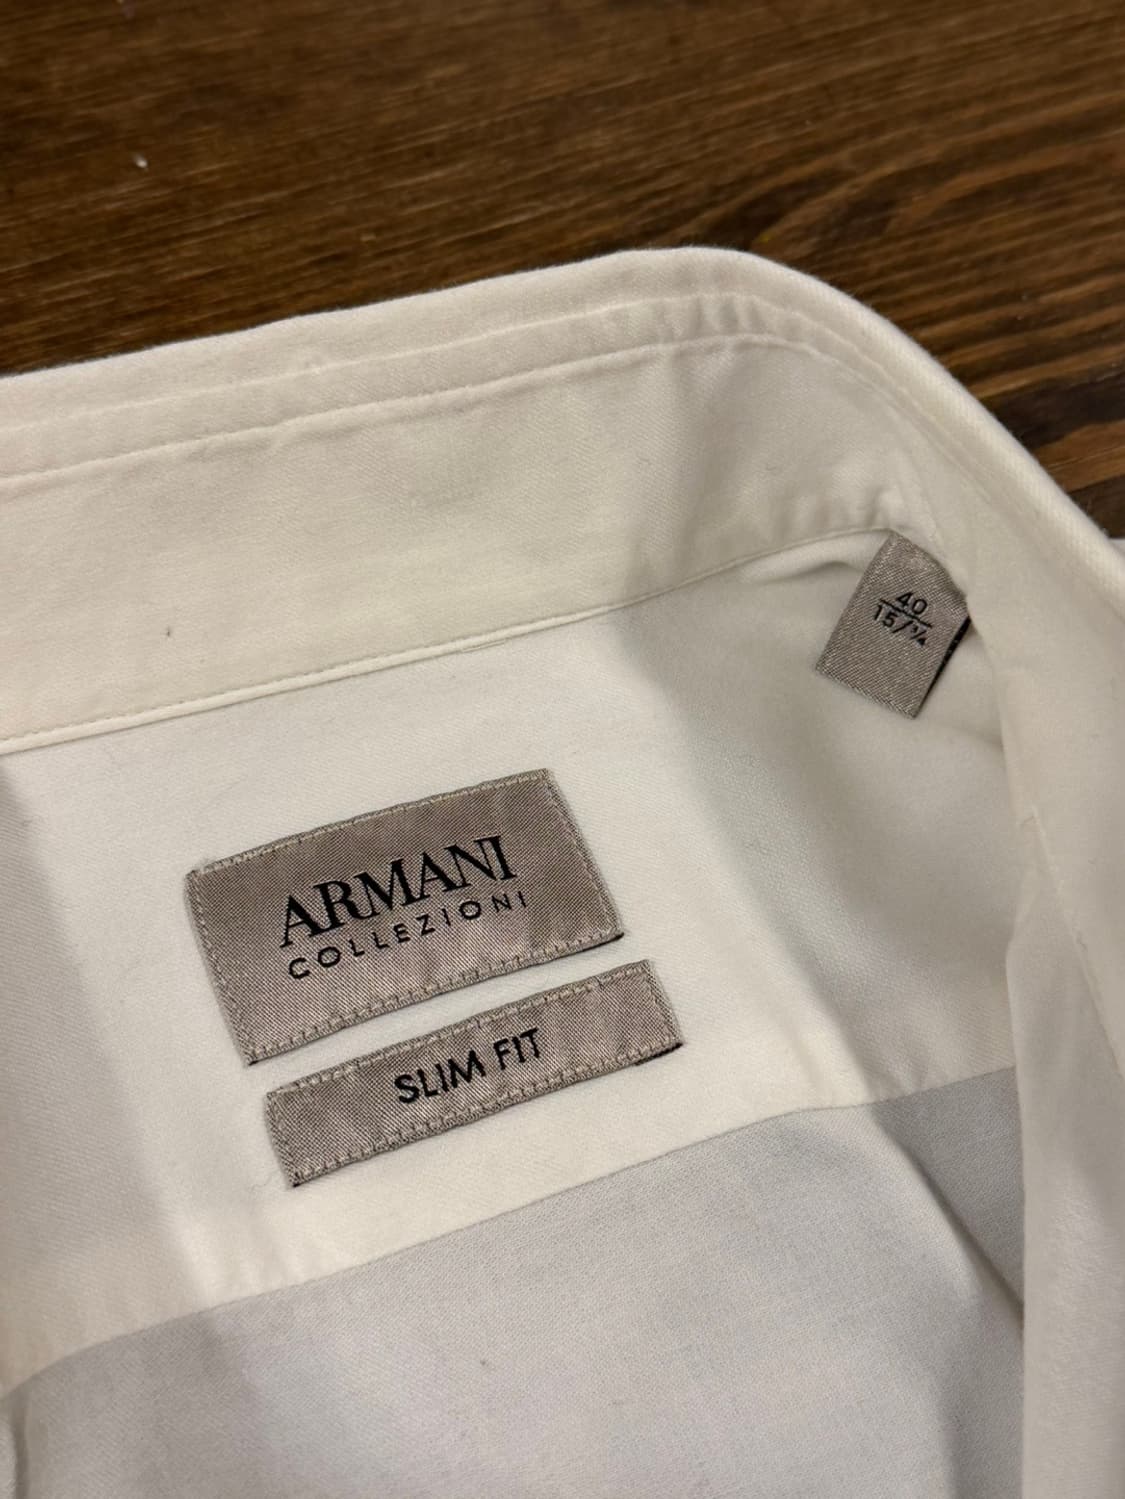 40
15/¾
ARMANI
COLLEZIONI
SLIM FIT